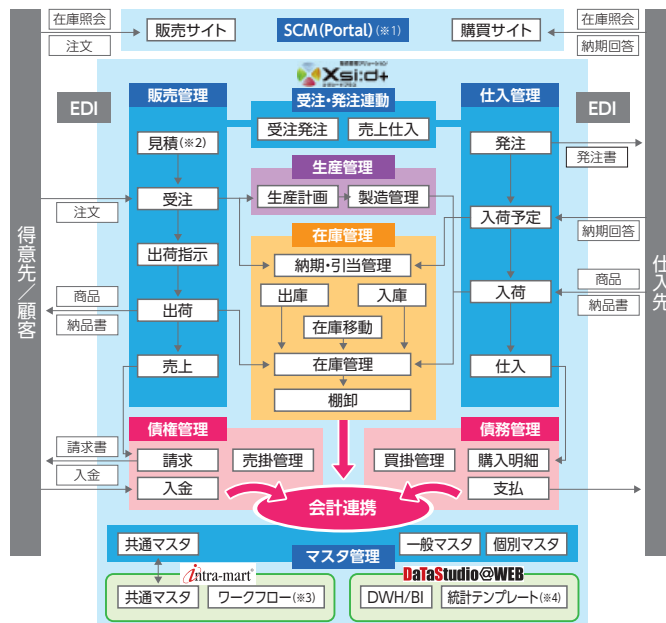 在庫照会
注文
販売サイト
SCM(Portal)(※1)
購買サイト
在庫照会
納期回答
Xsi:d+
EDI
販売管理
受注・発注連動
仕入管理
EDI
受注発注
売上仕入
見積(※2)
発注
発注書
生産管理
受注
生産計画
製造管理
注文
入荷予定
納期回答
在庫管理
納期・引当管理
出荷指示
得意先/顧客
仕入先
出庫
入庫
商品
納品書
出荷
在庫移動
入荷
商品
納品書
売上
在庫管理
仕入
棚卸
債権管理
債務管理
請求書
請求
売掛管理
買掛管理
購入明細
入金
入金
会計連携
支払
共通マスタ
マスタ管理
一般マスタ
個別マスタ
intra-mart®
DaTaStudio@WEB
共通マスタ
ワークフロー(※3)
DWH/BI
統計テンプレート(※4)